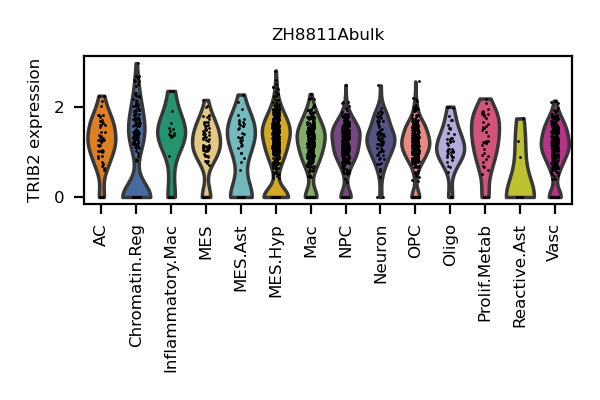 ZH8811Abulk
TRIB2 expression
2
0
AC
Chromatin.Reg
Inflammatory.Mac
MES
MES.Ast
MES.Hyp
Mac
NPC
Neuron
OPC
Oligo
Prolif.Metab
Reactive.Ast
Vasc